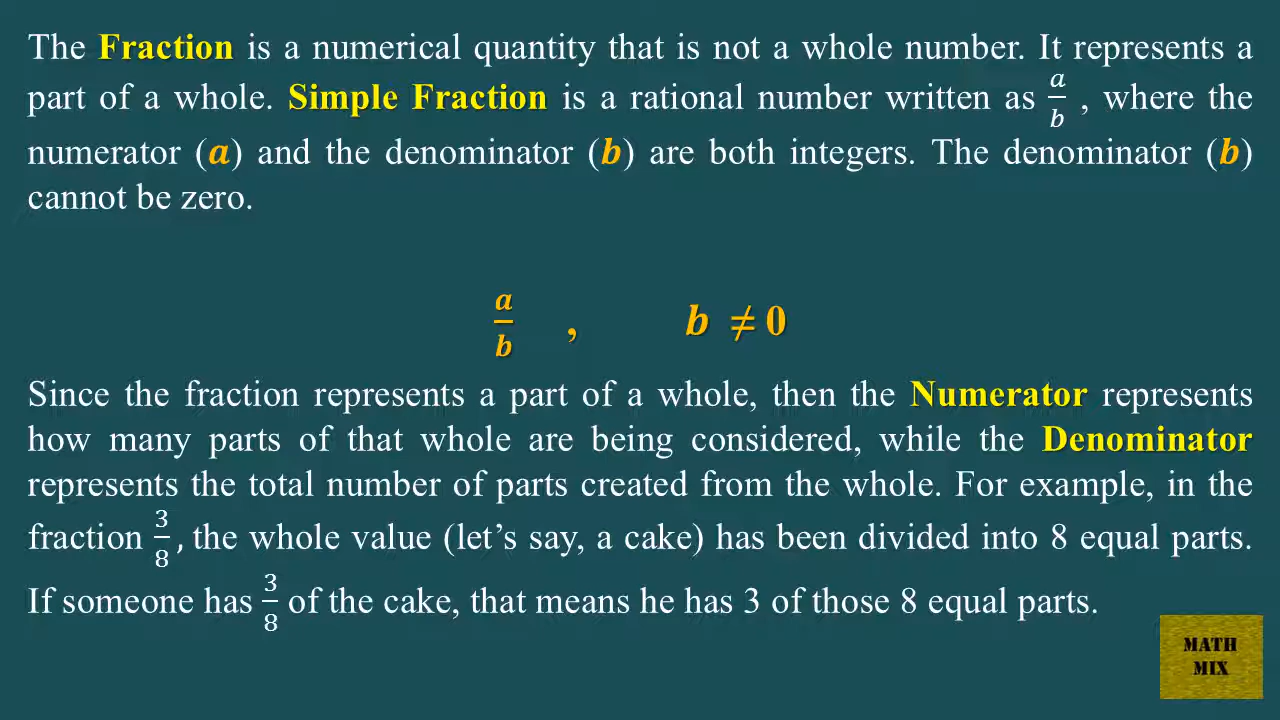 The Fraction is a numerical quantity that is not a whole number. It represents a
part of a whole. Simple Fraction is a rational number written as a/b , where the
numerator (a) and the denominator (b) are both integers. The denominator (b)
cannot be zero.
a/b , b ≠ 0
Since the fraction represents a part of a whole, then the Numerator represents
how many parts of that whole are being considered, while the Denominator
represents the total number of parts created from the whole. For example, in the
fraction 3/8, the whole value (let’s say, a cake) has been divided into 8 equal parts.
If someone has 3/8 of the cake, that means he has 3 of those 8 equal parts.
MATH
MIX